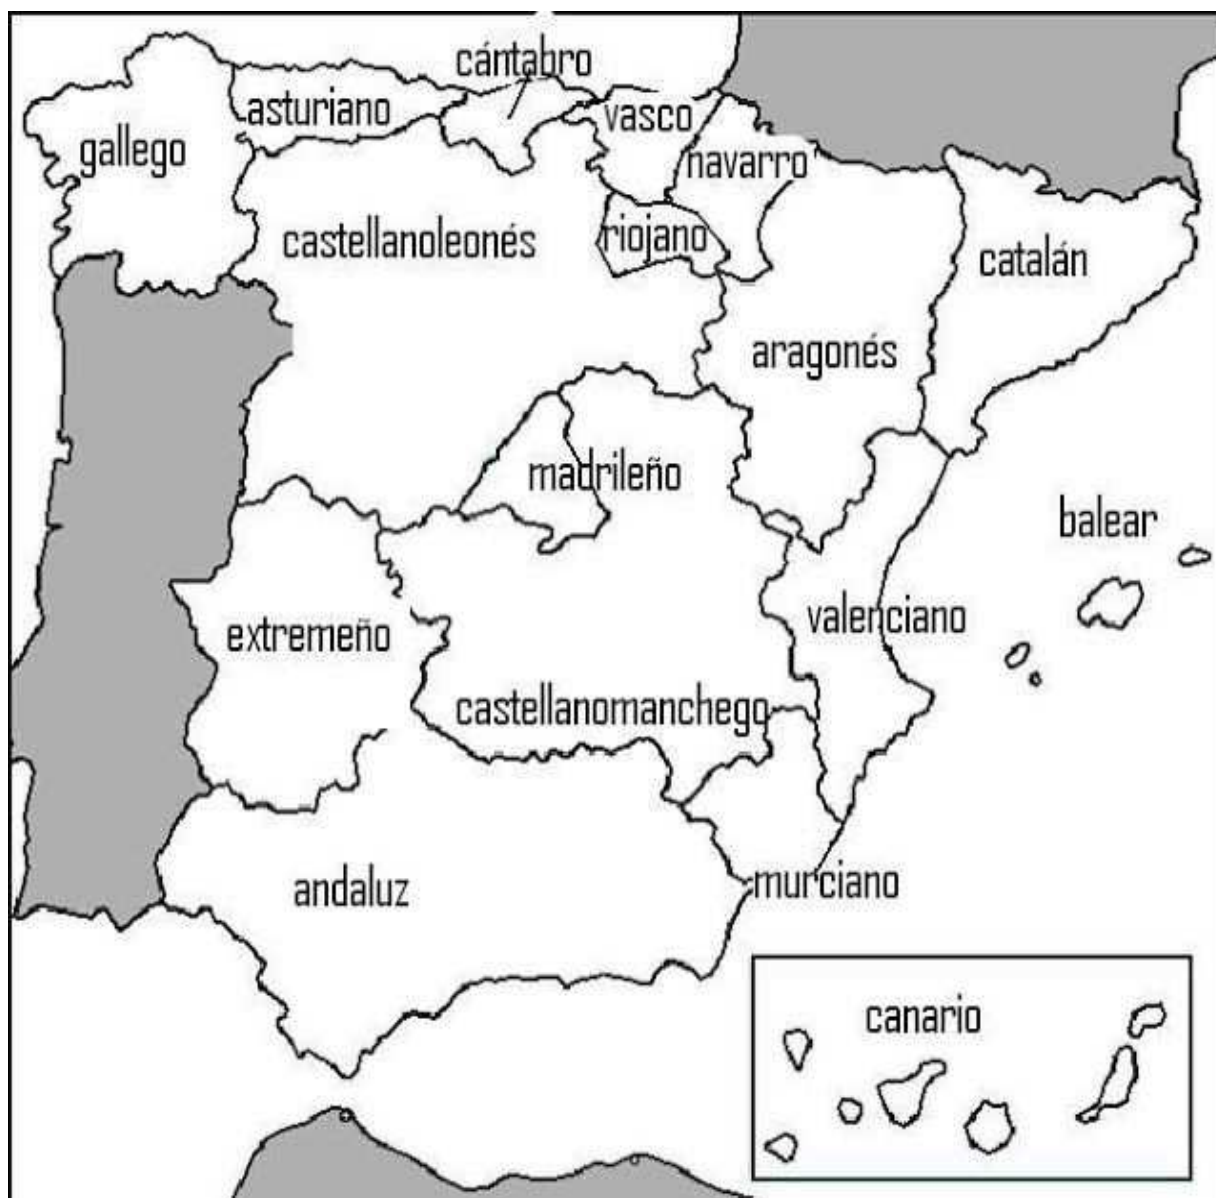 cántabro
asturiano
vasco
gallego
navarro
castellanoleonés
riojano
catalán
aragonés
madrileño
balear
valenciano
extremeño
castellanomanchego
murciano
andaluz
canario